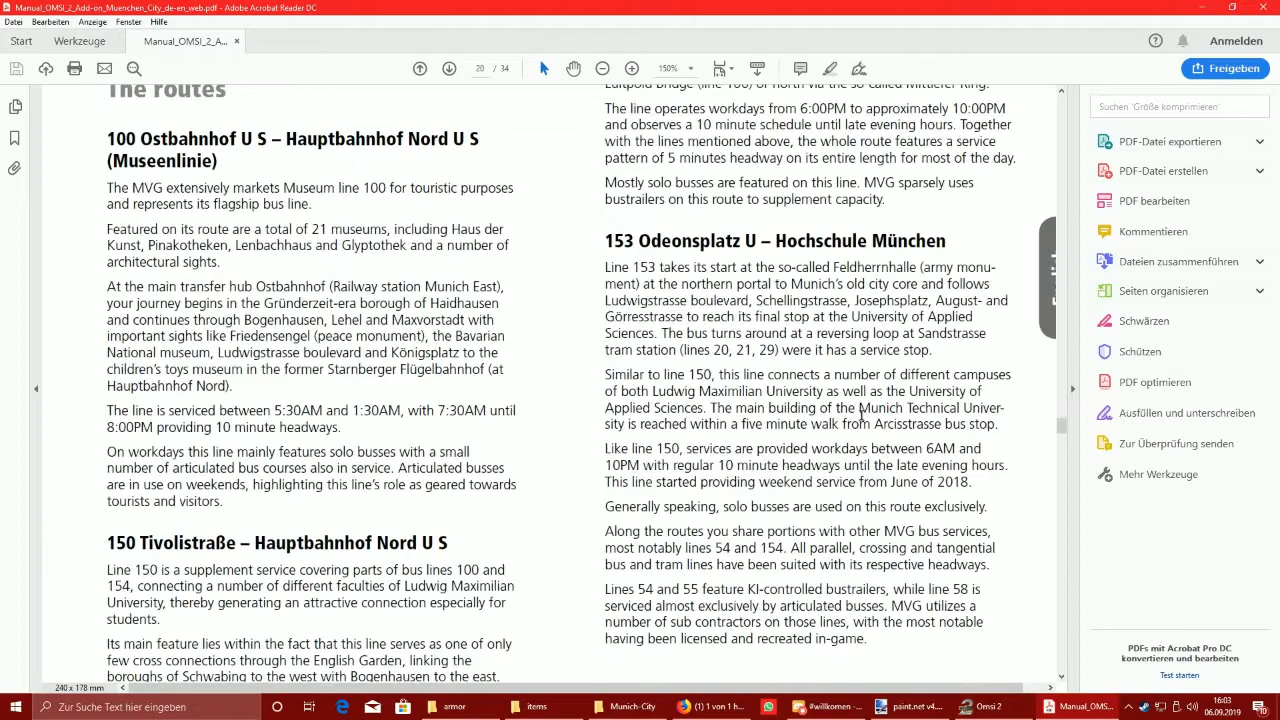 Manual_OMSI_2_Add-on_Muenchen_City_de-en_web.pdf - Adobe Acrobat Reader DC
Datei Bearbeiten Anzeige Fenster Hilfe
Start Werkzeuge Manual_OMSI_2_A... × Anmelden
20 / 34 150% Freigeben
The routes
100 Ostbahnhof U S – Hauptbahnhof Nord U S
(Museenlinie)
The MVG extensively markets Museum line 100 for touristic purposes
and represents its flagship bus line.
Featured on its route are a total of 21 museums, including Haus der
Kunst, Pinakotheken, Lenbachhaus and Glyptothek and a number of
architectural sights.
At the main transfer hub Ostbahnhof (Railway station Munich East),
your journey begins in the Gründerzeit-era borough of Haidhausen
and continues through Bogenhausen, Lehel and Maxvorstadt with
important sights like Friedensengel (peace monument), the Bavarian
National museum, Ludwigstrasse boulevard and Königsplatz to the
children's toys museum in the former Starnberger Flügelbahnhof (at
Hauptbahnhof Nord).
The line is serviced between 5:30AM and 1:30AM, with 7:30AM until
8:00PM providing 10 minute headways.
On workdays this line mainly features solo busses with a small
number of articulated bus courses also in service. Articulated busses
are in use on weekends, highlighting this line's role as geared towards
tourists and visitors.
150 Tivolistraße – Hauptbahnhof Nord U S
Line 150 is a supplement service covering parts of bus lines 100 and
154, connecting a number of different faculties of Ludwig Maximilian
University, thereby generating an attractive connection especially for
students.
Its main feature lies within the fact that this line serves as one of only
few cross connections through the English Garden, linking the
boroughs of Schwabing to the west with Bogenhausen to the east.
Luitpold Bridge (line 100) or north via the so called Mittlerer Ring.
The line operates workdays from 6:00PM to approximately 10:00PM
and observes a 10 minute schedule until late evening hours. Together
with the lines mentioned above, the whole route features a service
pattern of 5 minutes headway on its entire length for most of the day.
Mostly solo busses are featured on this line. MVG sparsely uses
bustrailers on this route to supplement capacity.
153 Odeonsplatz U – Hochschule München
Line 153 takes its start at the so-called Feldherrnhalle (army monu-
ment) at the northern portal to Munich's old city core and follows
Ludwigstrasse boulevard, Schellingstrasse, Josephsplatz, August- and
Görresstrasse to reach its final stop at the University of Applied
Sciences. The bus turns around at a reversing loop at Sandstrasse
tram station (lines 20, 21, 29) were it has a service stop.
Similar to line 150, this line connects a number of different campuses
of both Ludwig Maximilian University as well as the University of
Applied Sciences. The main building of the Munich Technical Univer-
sity is reached within a five minute walk from Arcisstrasse bus stop.
Like line 150, services are provided workdays between 6AM and
10PM with regular 10 minute headways until the late evening hours.
This line started providing weekend service from June of 2018.
Generally speaking, solo busses are used on this route exclusively.
Along the routes you share portions with other MVG bus services,
most notably lines 54 and 154. All parallel, crossing and tangential
bus and tram lines have been suited with its respective headways.
Lines 54 and 55 feature KI-controlled bustrailers, while line 58 is
serviced almost exclusively by articulated busses. MVG utilizes a
number of sub contractors on those lines, with the most notable
having been licensed and recreated in-game.
240 x 178 mm
Suchen 'Größe komprimieren'
PDF-Datei exportieren
PDF-Datei erstellen
PDF bearbeiten
Kommentieren
Dateien zusammenführen
Seiten organisieren
Schwärzen
Schützen
PDF optimieren
Ausfüllen und unterschreiben
Zur Überprüfung senden
Mehr Werkzeuge
PDFs mit Acrobat Pro DC
konvertieren und bearbeiten
Test starten
Zur Suche Text hier eingeben armor items Munich-City (1) 1 von 1 h... #willkomen - ... paint.net v4.... Omsi 2 Manual_OMSI_... 16:03
06.09.2019